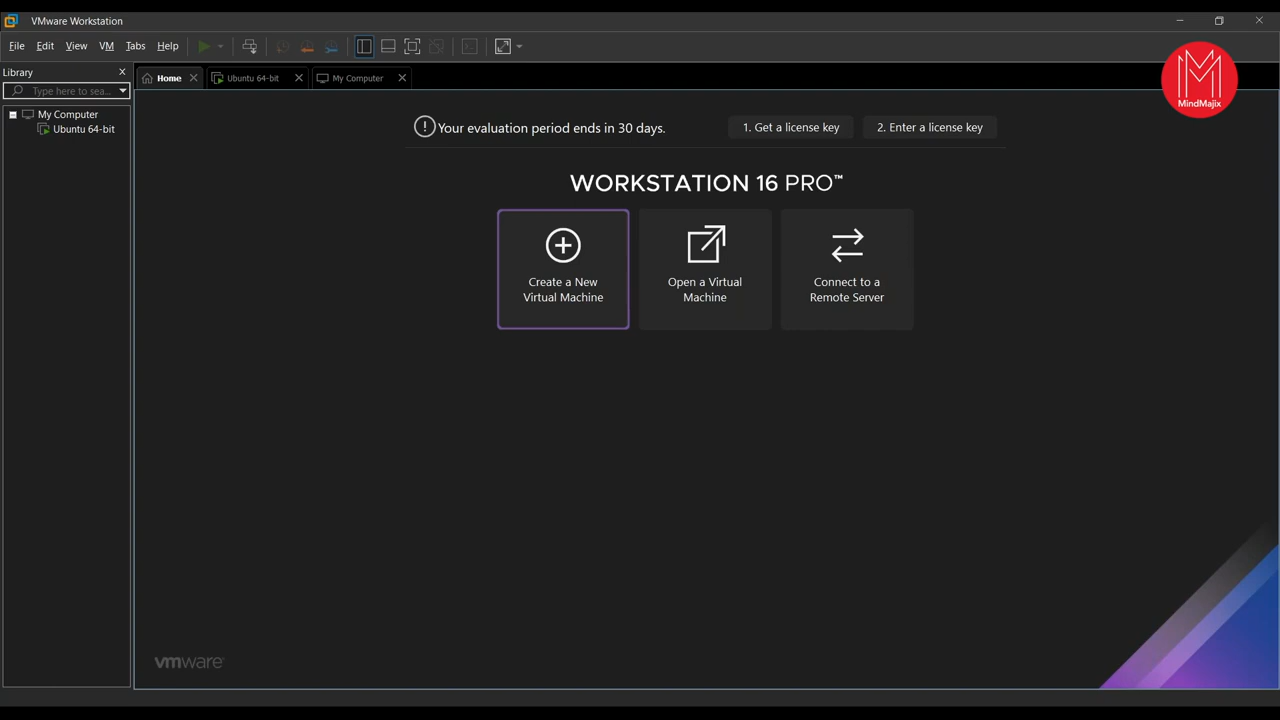 VMware Workstation
File Edit View VM Tabs Help
MindMajix
Library
Type here to sea...
My Computer
Ubuntu 64-bit
Home
Ubuntu 64-bit
My Computer
Your evaluation period ends in 30 days.
1. Get a license key
2. Enter a license key
WORKSTATION 16 PRO™
Create a New
Virtual Machine
Open a Virtual
Machine
Connect to a
Remote Server
vmware